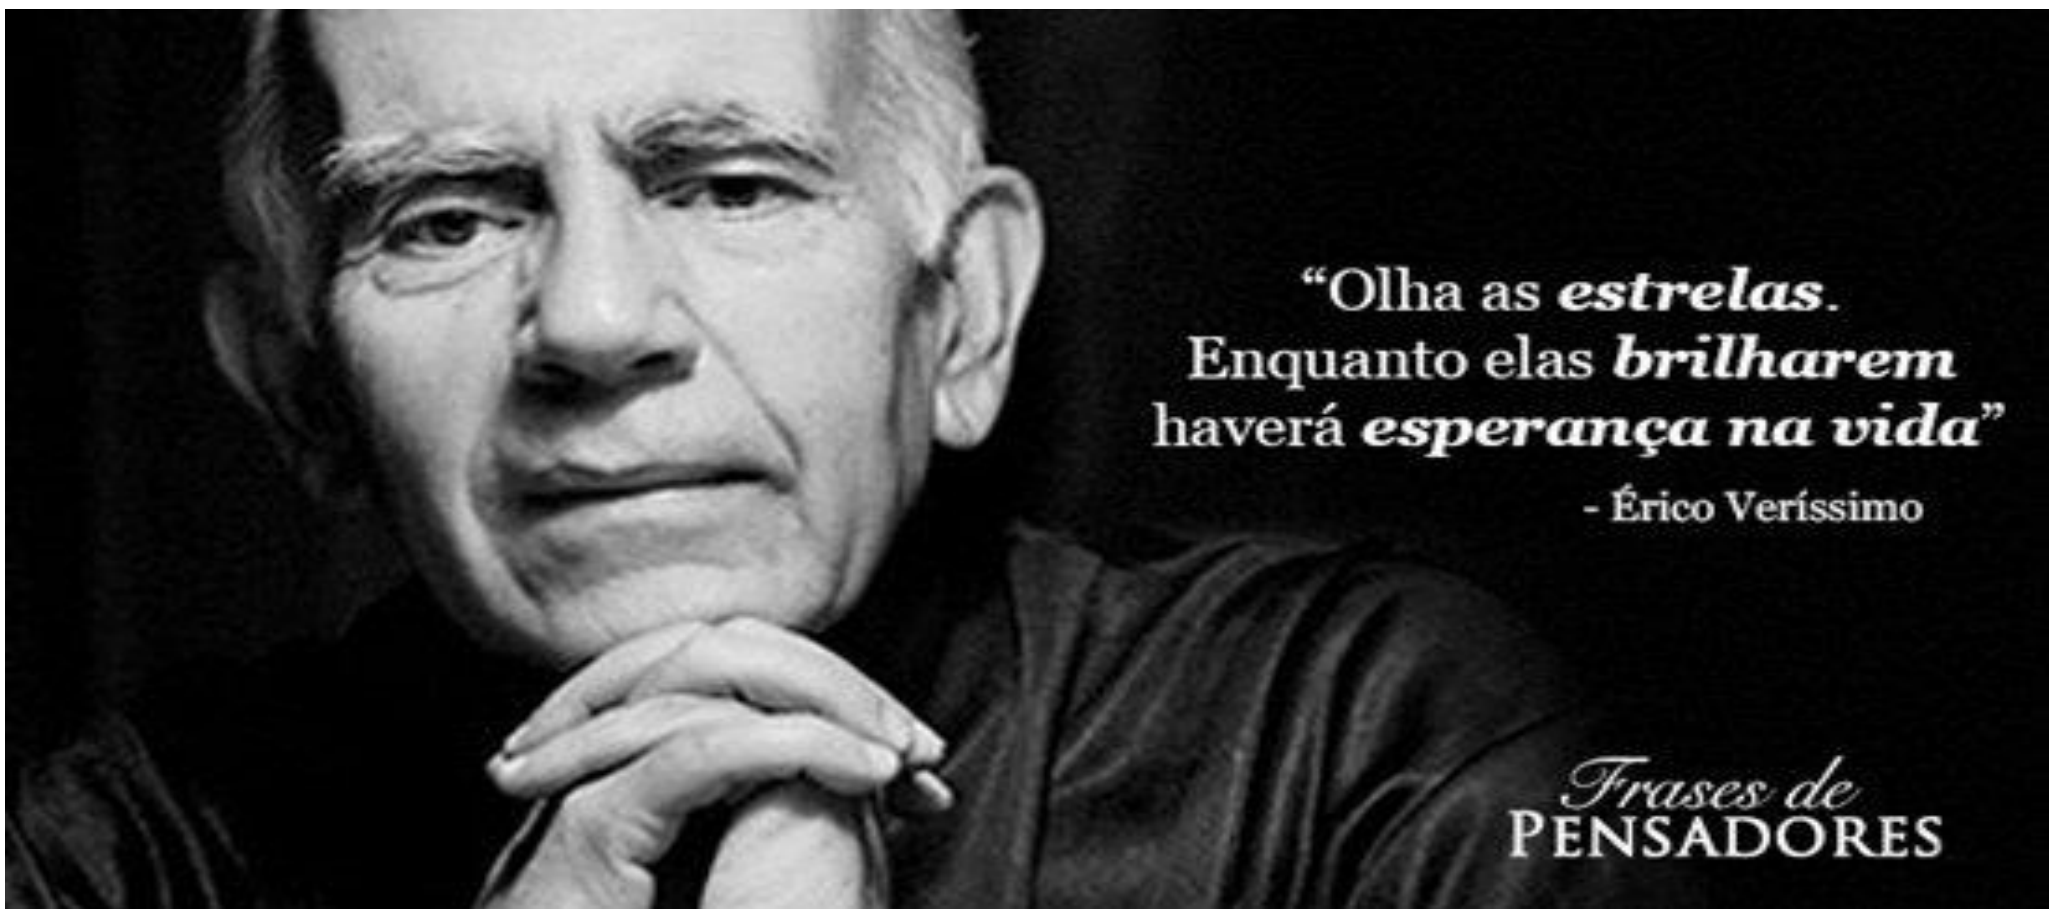 “Olha as estrelas.
Enquanto elas brilharem
haverá esperança na vida”
- Érico Veríssimo
Frases de
PENSADORES